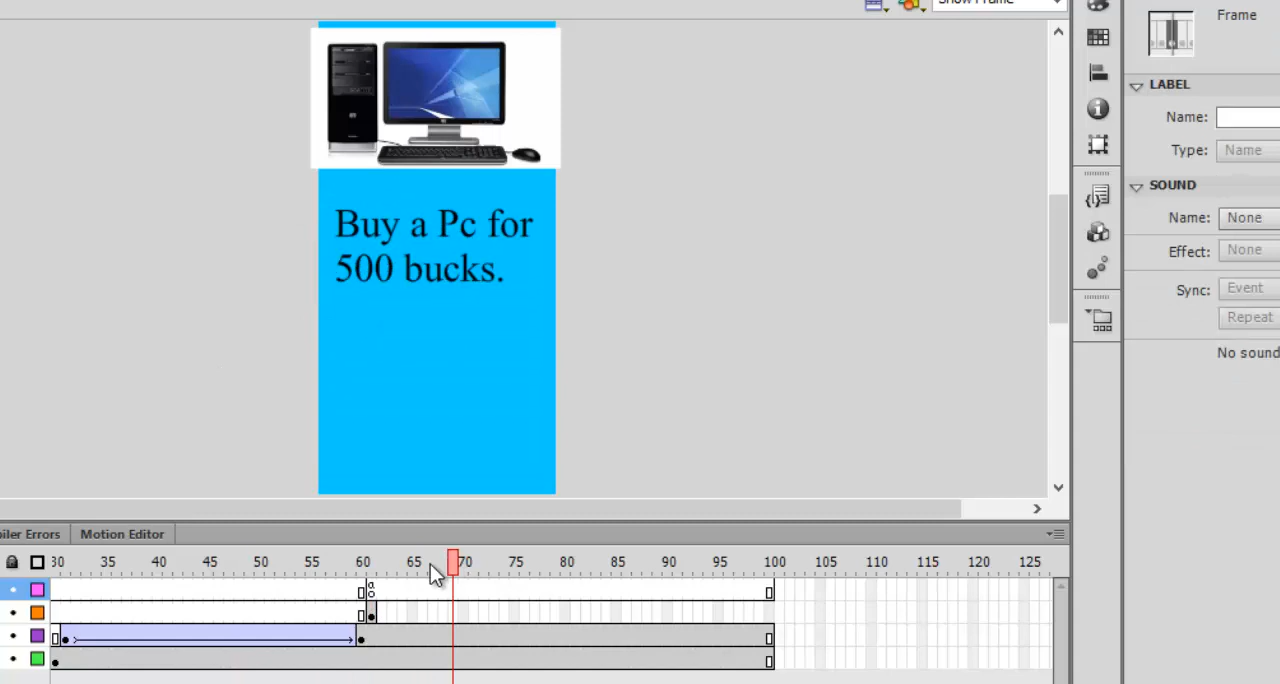 Show Frame
Frame
LABEL
Name:
Type: Name
SOUND
Name: None
Effect: None
Sync: Event
Repeat
No sound
Buy a Pc for
500 bucks.
piler Errors Motion Editor
30 35 40 45 50 55 60 65 70 75 80 85 90 95 100 105 110 115 120 125
a